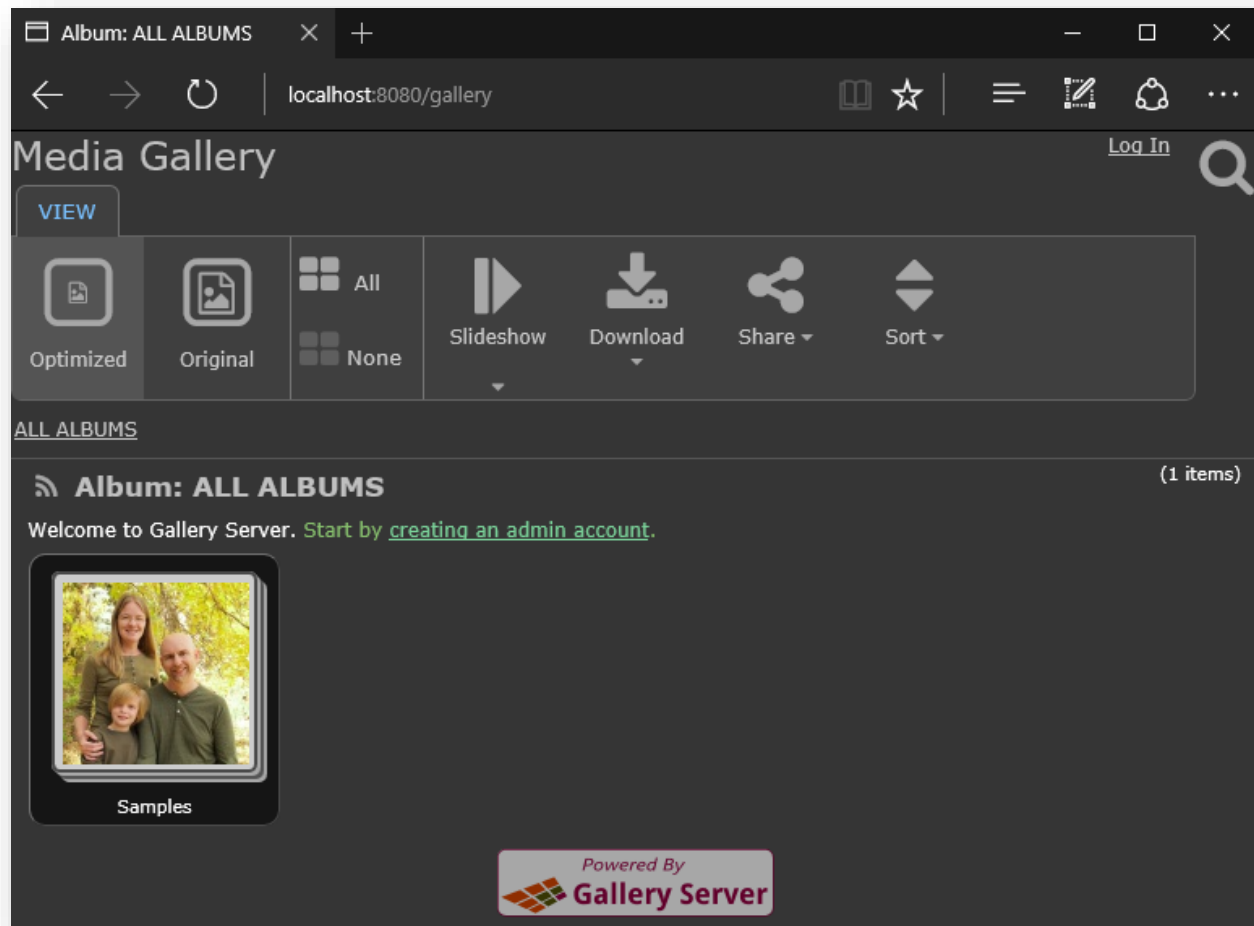 Album: ALL ALBUMS
localhost:8080/gallery
Media Gallery
Log In
VIEW
Optimized
Original
All
None
Slideshow
Download
Share
Sort
ALL ALBUMS
Album: ALL ALBUMS
(1 items)
Welcome to Gallery Server. Start by creating an admin account.
Samples
Powered By
Gallery Server